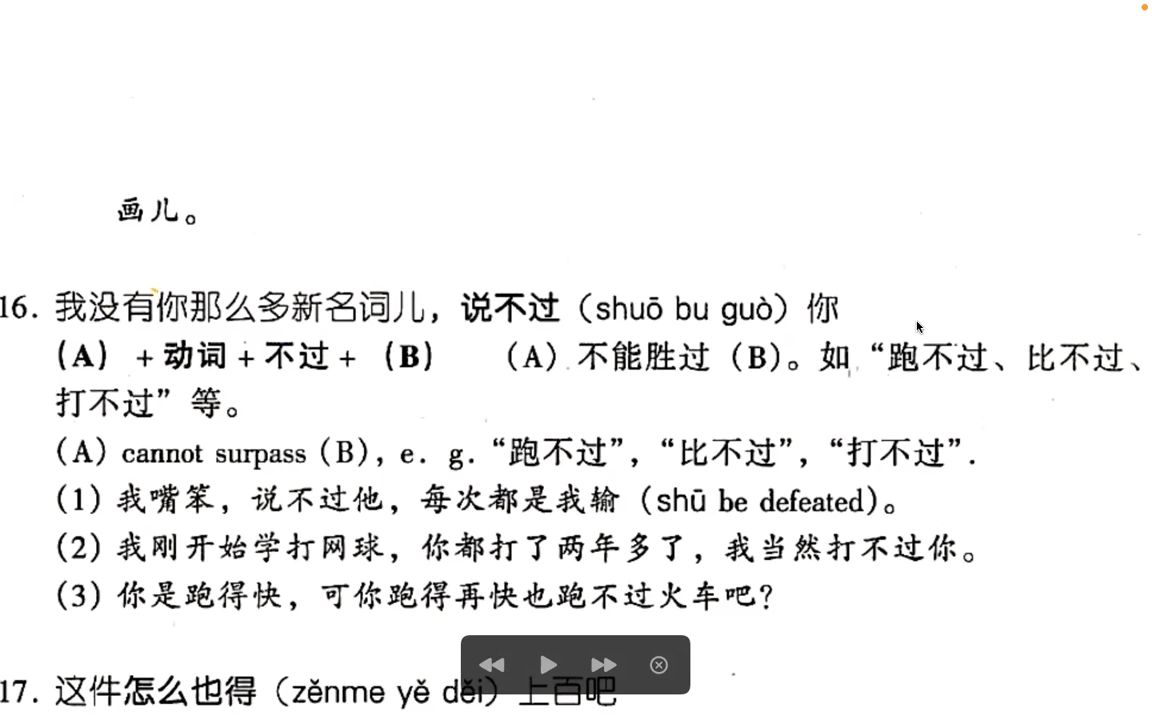 画儿。
16. 我没有你那么多新名词儿，说不过（shuō bu guò）你
（A）+动词+不过+（B）　（A）不能胜过（B）。如“跑不过、比不过、
打不过”等。
（A）cannot surpass（B），e. g. “跑不过”，“比不过”，“打不过”.
（1）我嘴笨，说不过他，每次都是我输（shū be defeated）。
（2）我刚开始学打网球，你都打了两年多了，我当然打不过你。
（3）你是跑得快，可你跑得再快也跑不过火车吧？
17. 这件怎么也得（zěnme yě děi）上百吧